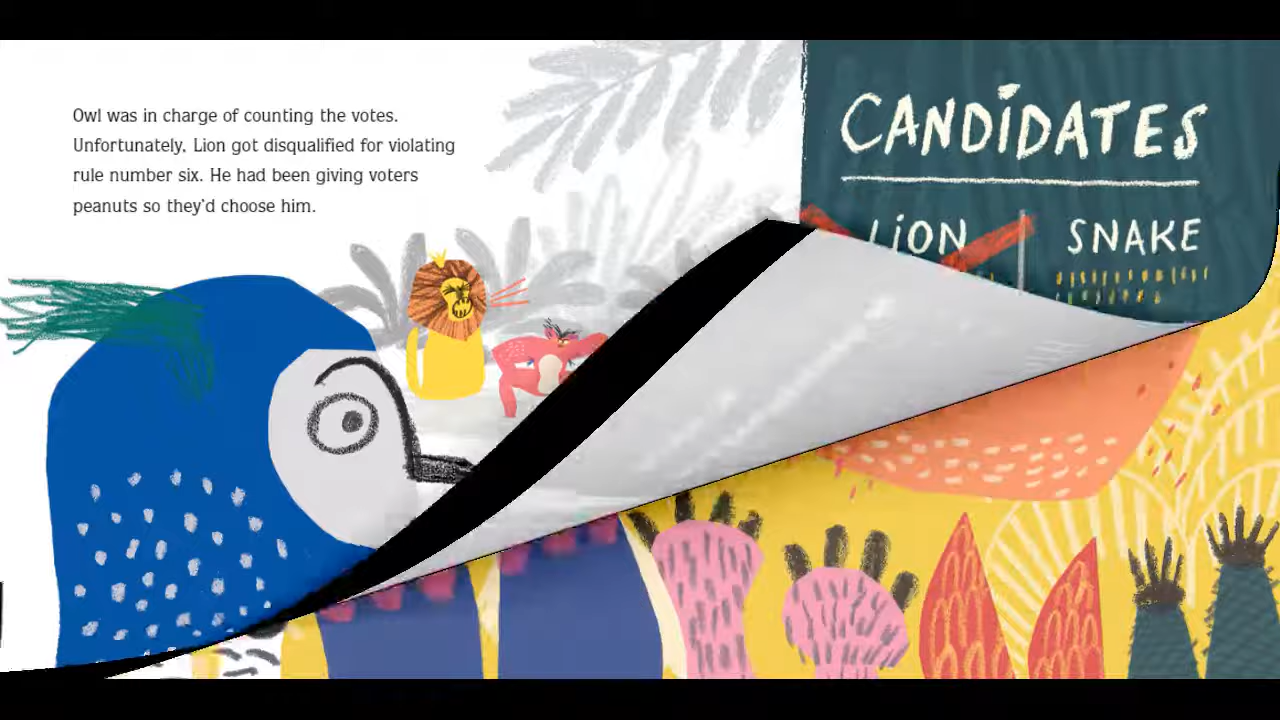 Owl was in charge of counting the votes.
Unfortunately, Lion got disqualified for violating
rule number six. He had been giving voters
peanuts so they'd choose him.
CANDIDATES
LION
SNAKE